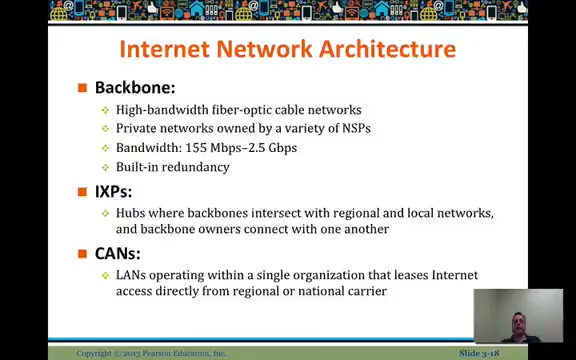 Internet Network Architecture
Backbone:
High-bandwidth fiber-optic cable networks
Private networks owned by a variety of NSPs
Bandwidth: 155 Mbps–2.5 Gbps
Built-in redundancy
IXPs:
Hubs where backbones intersect with regional and local networks,
and backbone owners connect with one another
CANs:
LANs operating within a single organization that leases Internet
access directly from regional or national carrier
Copyright © 2013 Pearson Education, Inc.
Slide 3-18